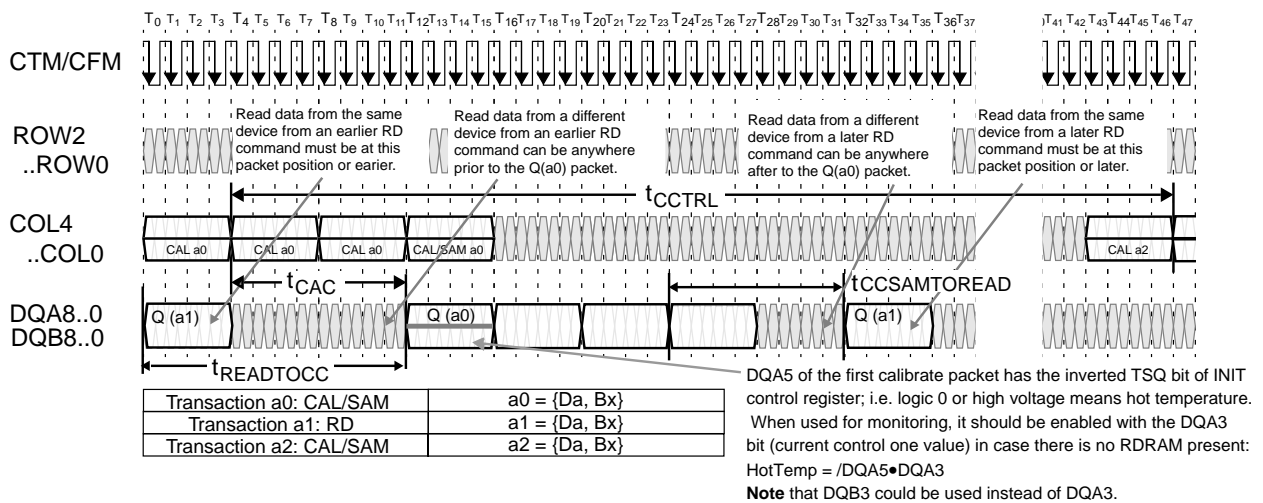 T0 T1 T2 T3 T4 T5 T6 T7 T8 T9 T10 T11 T12 T13 T14 T15 T16 T17 T18 T19 T20 T21 T22 T23 T24 T25 T26 T27 T28 T29 T30 T31 T32 T33 T34 T35 T36 T37 T41 T42 T43 T44 T45 T46 T47
CTM/CFM
ROW2
..ROW0
Read data from the same
device from an earlier RD
command must be at this
packet position or earier.
Read data from a different
device from an earlier RD
command can be anywhere
prior to the Q(a0) packet.
Read data from a different
device from a later RD
command can be anywhere
after to the Q(a0) packet.
Read data from the same
device from a later RD
command must be at this
packet position or later.
tCCTRL
COL4
..COL0
CAL a0
CAL a0
CAL a0
CAL/SAM a0
CAL a2
tCAC
tCCSAMTOREAD
DQA8..0
DQB8..0
Q (a1)
Q (a0)
Q (a1)
tREADTOCC
Transaction a0: CAL/SAM a0 = {Da, Bx}
Transaction a1: RD a1 = {Da, Bx}
Transaction a2: CAL/SAM a2 = {Da, Bx}
DQA5 of the first calibrate packet has the inverted TSQ bit of INIT
control register; i.e. logic 0 or high voltage means hot temperature.
When used for monitoring, it should be enabled with the DQA3
bit (current control one value) in case there is no RDRAM present:
HotTemp = /DQA5•DQA3
Note that DQB3 could be used instead of DQA3.